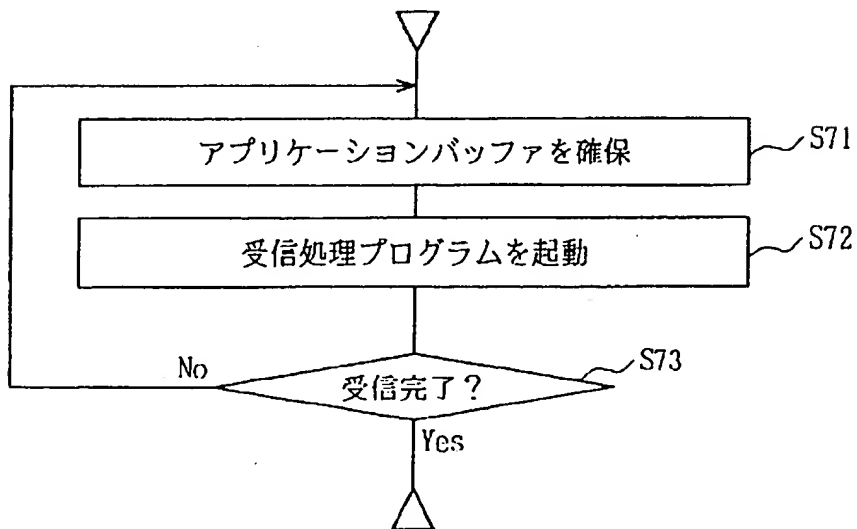 アプリケーションバッファを確保
S71
受信処理プログラムを起動
S72
No
受信完了?
S73
Yes